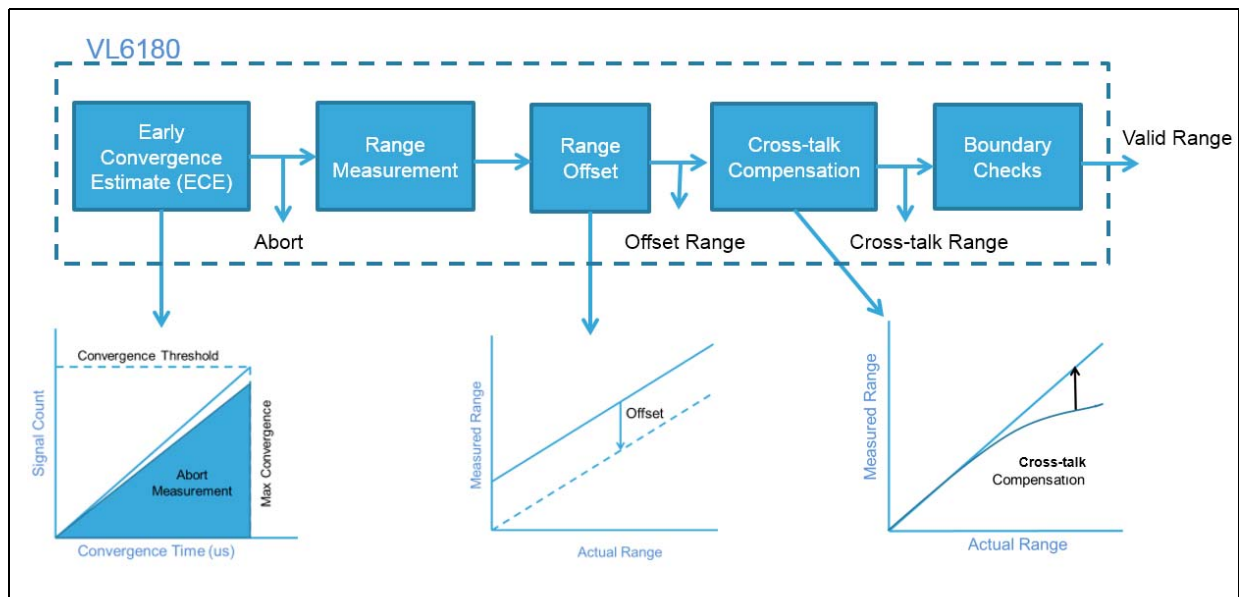 VL6180
Early
Convergence
Estimate (ECE)
Range
Measurement
Range
Offset
Cross-talk
Compensation
Boundary
Checks
Valid Range
Abort
Offset Range
Cross-talk Range
Convergence Threshold
Signal Count
Abort
Measurement
Max Convergence
Convergence Time (us)
Measured Range
Offset
Actual Range
Measured Range
Cross-talk
Compensation
Actual Range